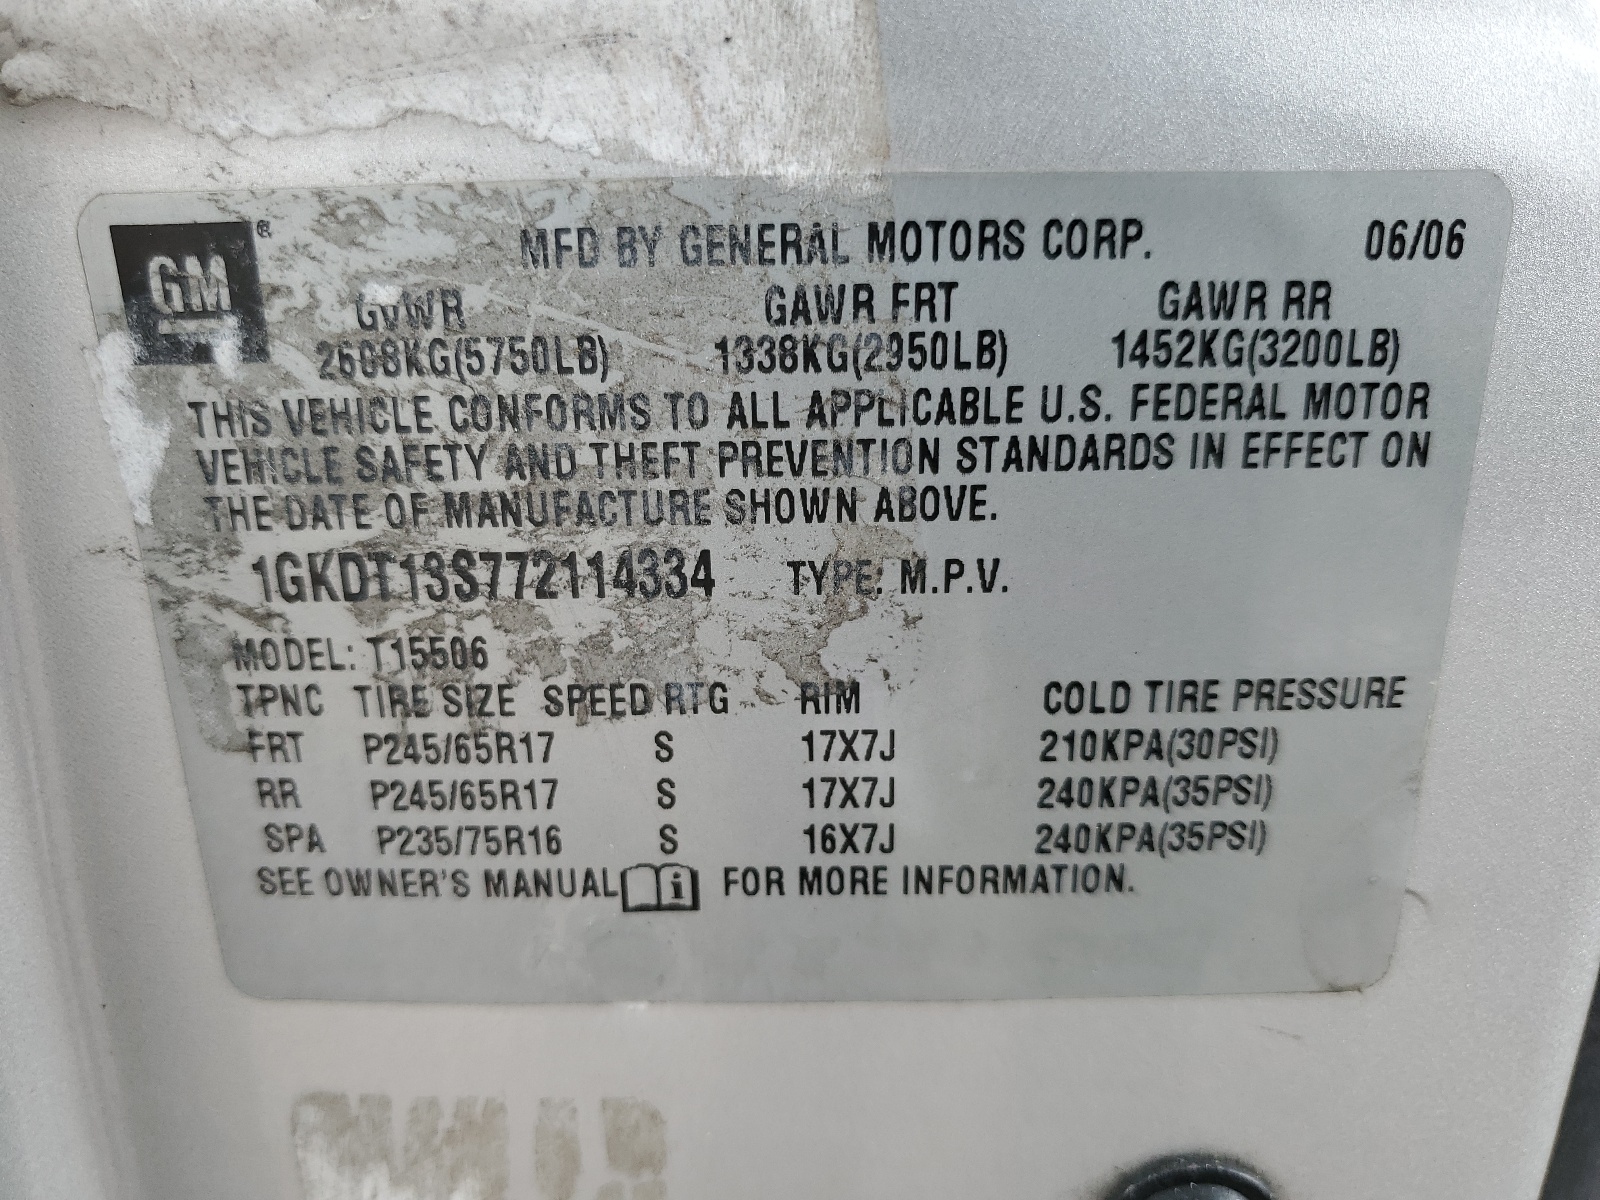 GM ® MFD BY GENERAL MOTORS CORP. 06/06
GVWR GAWR FRT GAWR RR
2608KG(5750LB) 1338KG(2950LB) 1452KG(3200LB)
THIS VEHICLE CONFORMS TO ALL APPLICABLE U.S. FEDERAL MOTOR
VEHICLE SAFETY AND THEFT PREVENTION STANDARDS IN EFFECT ON
THE DATE OF MANUFACTURE SHOWN ABOVE.
1GKDT13S772114334 TYPE: M.P.V.
MODEL: T15506
TPNC TIRE SIZE SPEED RTG RIM COLD TIRE PRESSURE
FRT P245/65R17 S 17X7J 210KPA(30PSI)
RR P245/65R17 S 17X7J 240KPA(35PSI)
SPA P235/75R16 S 16X7J 240KPA(35PSI)
SEE OWNER'S MANUAL i FOR MORE INFORMATION.